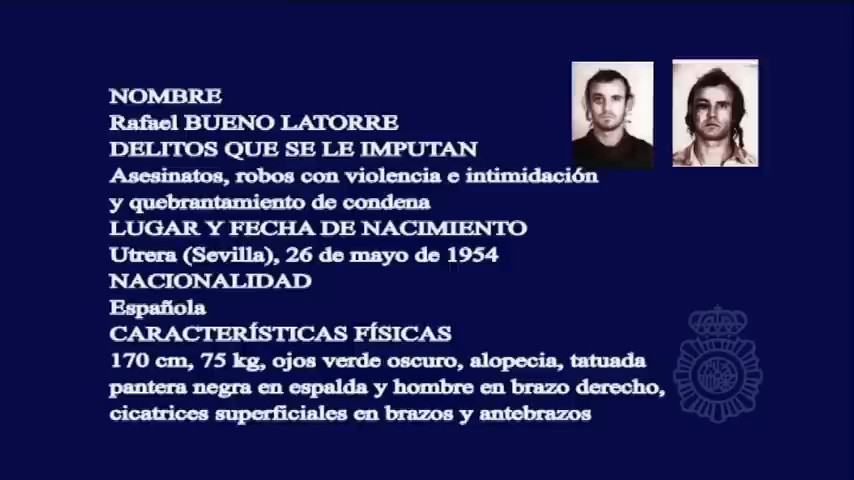 NOMBRE
Rafael BUENO LATORRE
DELITOS QUE SE LE IMPUTAN
Asesinatos, robos con violencia e intimidación
y quebrantamiento de condena
LUGAR Y FECHA DE NACIMIENTO
Utrera (Sevilla), 26 de mayo de 1954
NACIONALIDAD
Española
CARACTERÍSTICAS FÍSICAS
170 cm, 75 kg, ojos verde oscuro, alopecia, tatuada
pantera negra en espalda y hombre en brazo derecho,
cicatrices superficiales en brazos y antebrazos